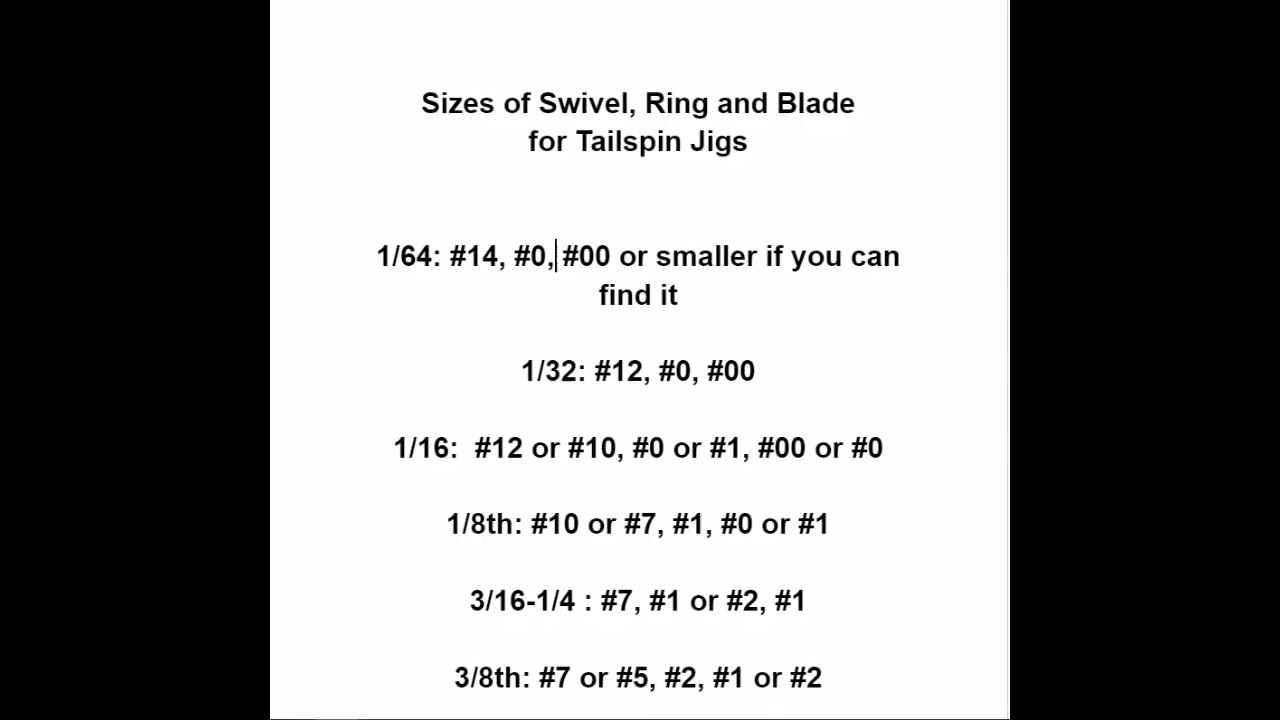 Sizes of Swivel, Ring and Blade
for Tailspin Jigs
1/64: #14, #0, #00 or smaller if you can
find it
1/32: #12, #0, #00
1/16:  #12 or #10, #0 or #1, #00 or #0
1/8th: #10 or #7, #1, #0 or #1
3/16-1/4 : #7, #1 or #2, #1
3/8th: #7 or #5, #2, #1 or #2